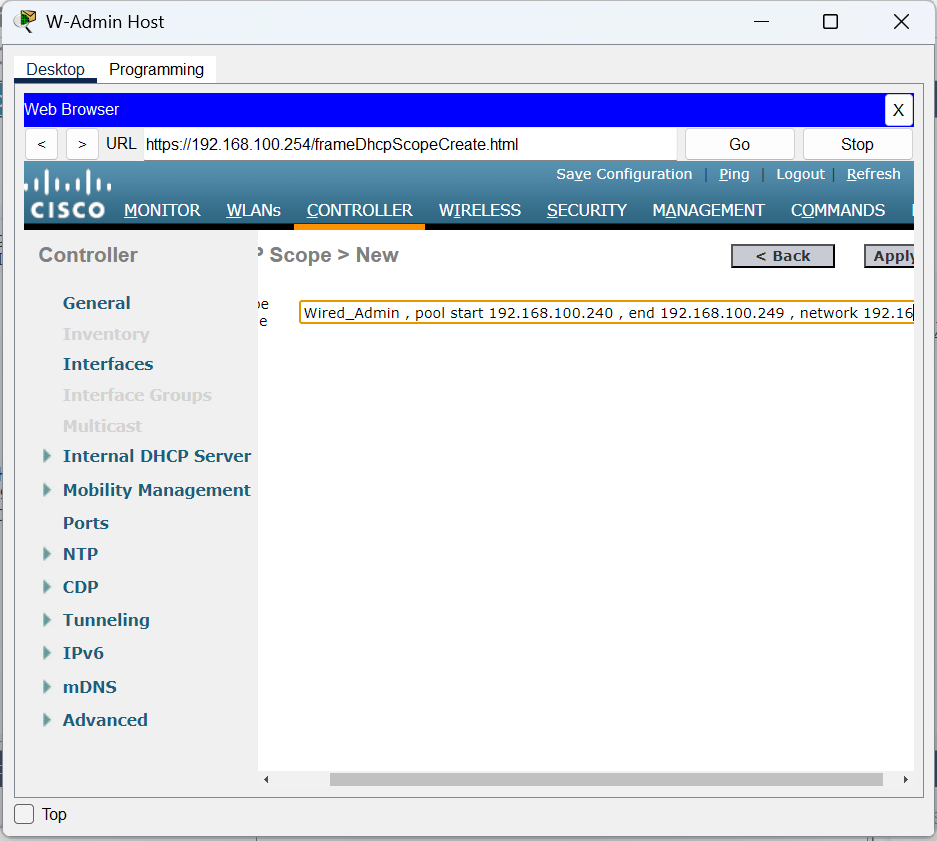 W-Admin Host
Desktop Programming
Web Browser X
< > URL https://192.168.100.254/frameDhcpScopeCreate.html Go Stop
Save Configuration | Ping | Logout | Refresh
CISCO MONITOR WLANs CONTROLLER WIRELESS SECURITY MANAGEMENT COMMANDS
Controller
P Scope > New
< Back
Apply
pe
e
Wired_Admin , pool start 192.168.100.240 , end 192.168.100.249 , network 192.16
General
Inventory
Interfaces
Interface Groups
Multicast
Internal DHCP Server
Mobility Management
Ports
NTP
CDP
Tunneling
IPv6
mDNS
Advanced
Top